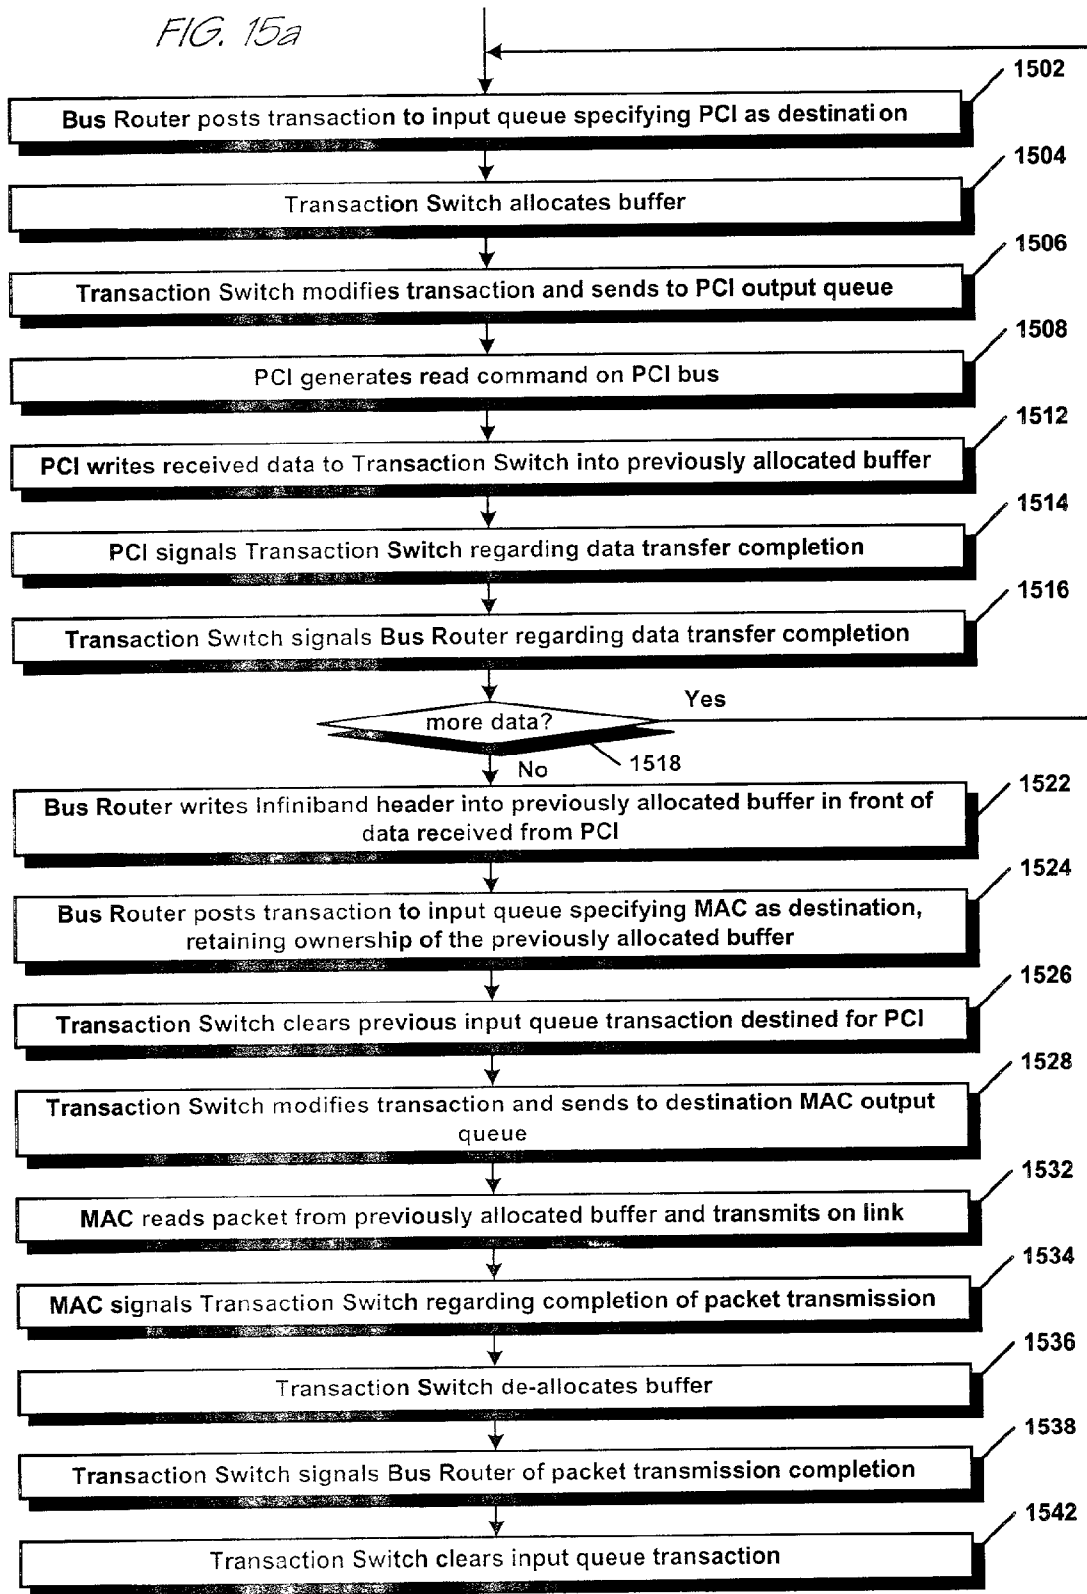 FIG. 15a
1502
Bus Router posts transaction to input queue specifying PCI as destination
1504
Transaction Switch allocates buffer
1506
Transaction Switch modifies transaction and sends to PCI output queue
1508
PCI generates read command on PCI bus
1512
PCI writes received data to Transaction Switch into previously allocated buffer
1514
PCI signals Transaction Switch regarding data transfer completion
1516
Transaction Switch signals Bus Router regarding data transfer completion
Yes
more data?
1518
No
1522
Bus Router writes Infiniband header into previously allocated buffer in front of
data received from PCI
1524
Bus Router posts transaction to input queue specifying MAC as destination,
retaining ownership of the previously allocated buffer
1526
Transaction Switch clears previous input queue transaction destined for PCI
1528
Transaction Switch modifies transaction and sends to destination MAC output
queue
1532
MAC reads packet from previously allocated buffer and transmits on link
1534
MAC signals Transaction Switch regarding completion of packet transmission
1536
Transaction Switch de-allocates buffer
1538
Transaction Switch signals Bus Router of packet transmission completion
1542
Transaction Switch clears input queue transaction